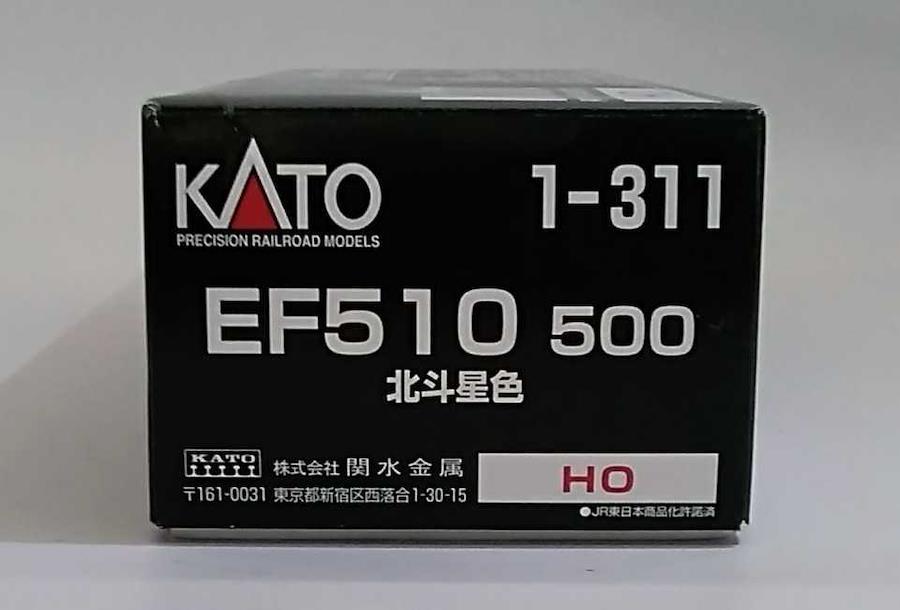 KATO
PRECISION RAILROAD MODELS
1-311
EF510 500
北斗星色
KATO
株式会社 関水金属
〒161-0031 東京都新宿区西落合1-30-15
HO
●JR東日本商品化許諾済